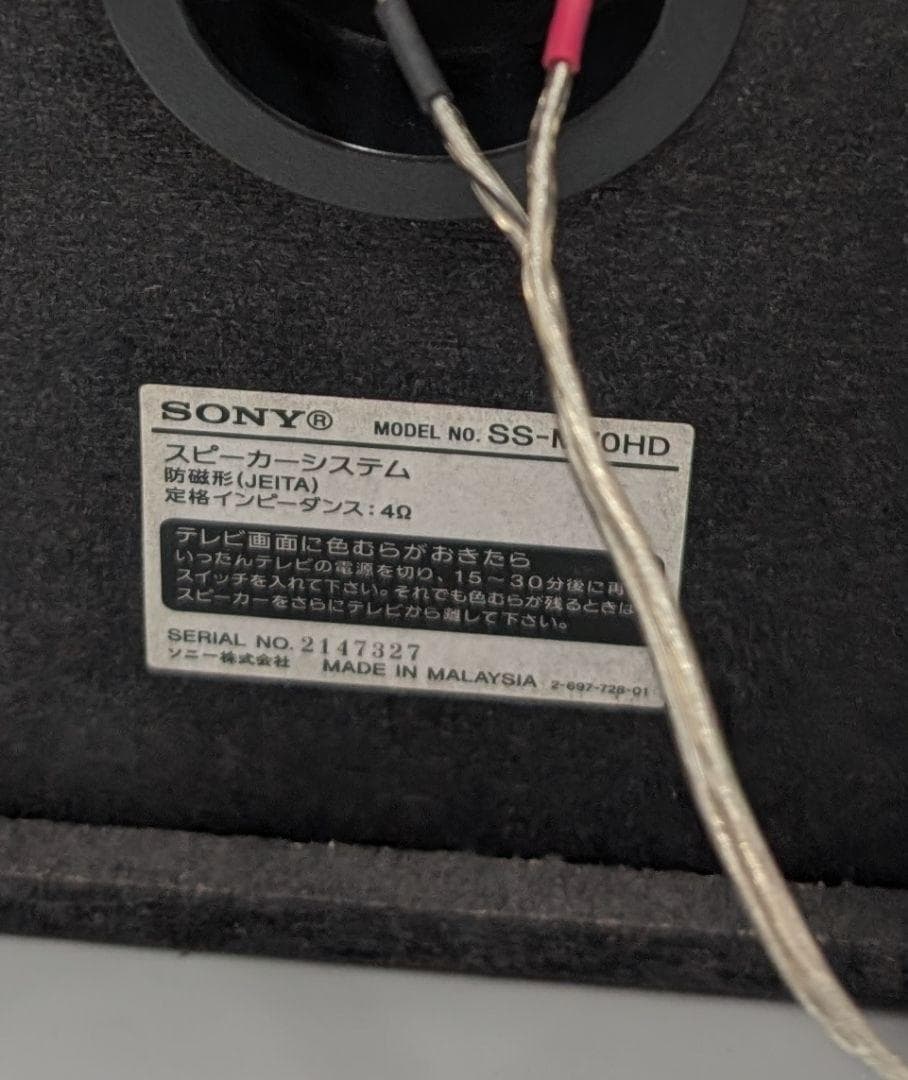 SONY®
MODEL NO. SS-M 0HD
スピーカーシステム
防磁形(JEITA)
定格インピーダンス:4Ω
テレビ画面に色むらがおきたら
いったんテレビの電源を切り、15～30分後に再
スイッチを入れて下さい。それでも色むらが残るときは
スピーカーをさらにテレビから離して下さい。
SERIAL NO. 2147327
ソニー株式会社 MADE IN MALAYSIA 2-697-728-01